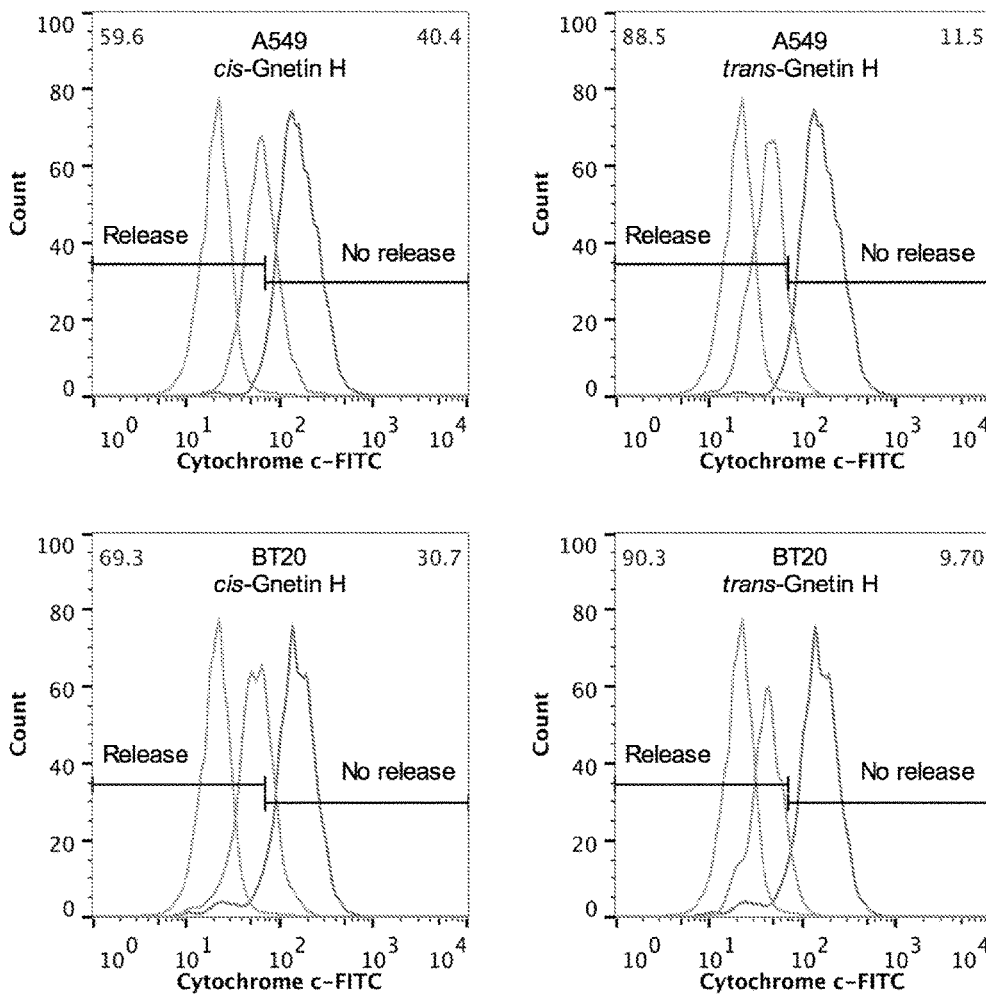 100
59.6
A549
40.4
cis-Gnetin H
80
60
Count
40
Release
No release
20
0
10^0 10^1 10^2 10^3 10^4
Cytochrome c-FITC
100
88.5
A549
11.5
trans-Gnetin H
80
60
Count
40
Release
No release
20
0
10^0 10^1 10^2 10^3 10^4
Cytochrome c-FITC
100
69.3
BT20
30.7
cis-Gnetin H
80
60
Count
40
Release
No release
20
0
10^0 10^1 10^2 10^3 10^4
Cytochrome c-FITC
100
90.3
BT20
9.70
trans-Gnetin H
80
60
Count
40
Release
No release
20
0
10^0 10^1 10^2 10^3 10^4
Cytochrome c-FITC